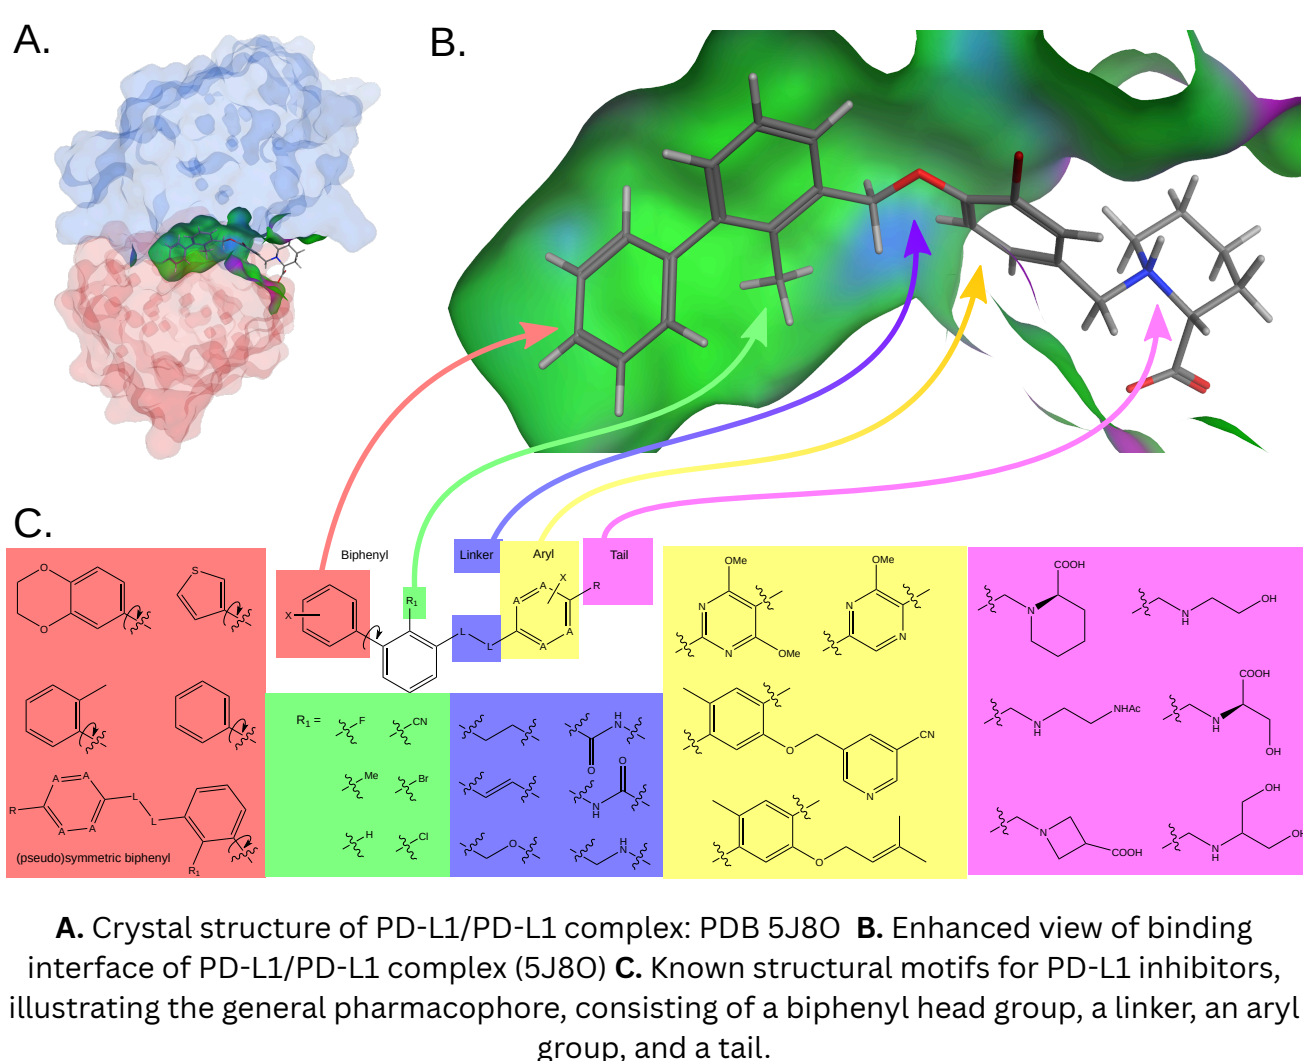 A.
B.
C.
Biphenyl
Linker
Aryl
Tail
X
R₁
L
L
A
A
X
R
A
A
O
O
S
A
A
R
A
A
L
L
R₁
(pseudo)symmetric biphenyl
R₁ =
F
CN
Me
Br
H
Cl
H
N
O
O
N
H
O
H
N
OMe
N
N
OMe
OMe
N
N
O
CN
N
O
COOH
N
N
H
OH
N
H
NHAc
COOH
N
H
OH
N
COOH
OH
N
H
OH
A. Crystal structure of PD-L1/PD-L1 complex: PDB 5J8O B. Enhanced view of binding
interface of PD-L1/PD-L1 complex (5J8O) C. Known structural motifs for PD-L1 inhibitors,
illustrating the general pharmacophore, consisting of a biphenyl head group, a linker, an aryl
group, and a tail.